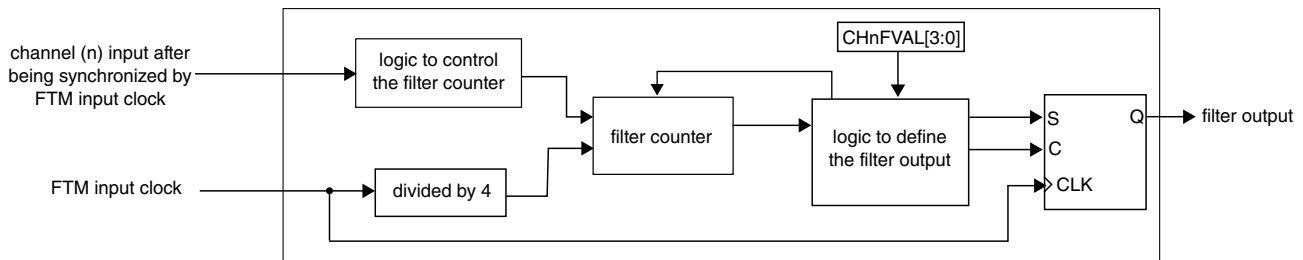 channel (n) input after
being synchronized by
FTM input clock
logic to control
the filter counter
CHnFVAL[3:0]
filter counter
logic to define
the filter output
S
Q
C
CLK
filter output
FTM input clock
divided by 4